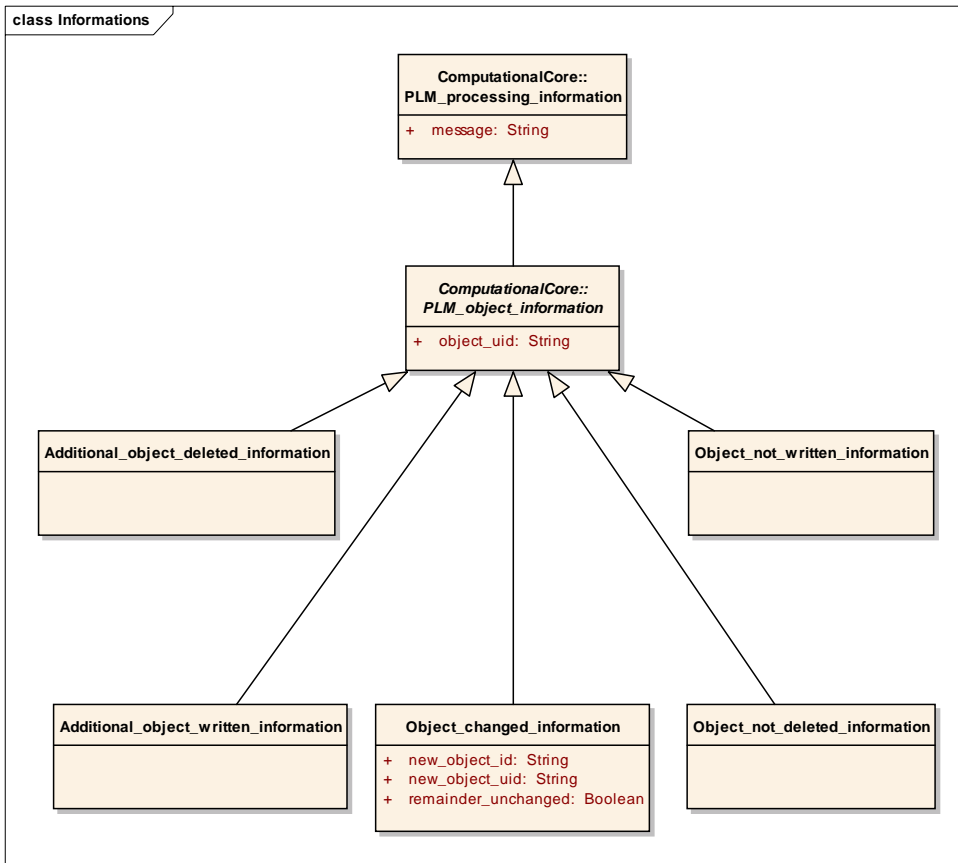 class Informations
ComputationalCore::
PLM_processing_information
+ message: String
ComputationalCore::
PLM_object_information
+ object_uid: String
Additional_object_deleted_information
Object_not_written_information
Additional_object_written_information
Object_changed_information
+ new_object_id: String
+ new_object_uid: String
+ remainder_unchanged: Boolean
Object_not_deleted_information